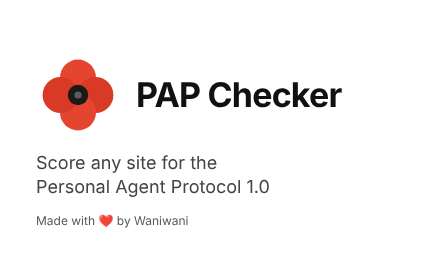 PAP Checker
Score any site for the
Personal Agent Protocol 1.0
Made with ❤️ by Waniwani